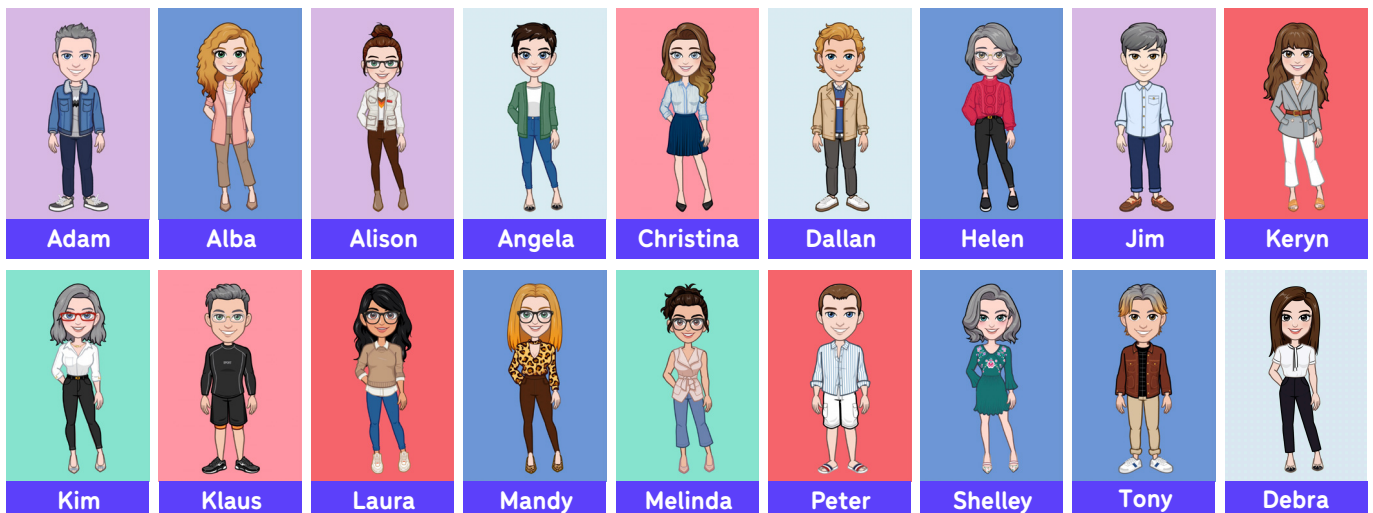 Adam
Alba
Alison
Angela
Christina
Dallan
Helen
Jim
Keryn
Kim
Klaus
Laura
Mandy
Melinda
Peter
Shelley
Tony
Debra